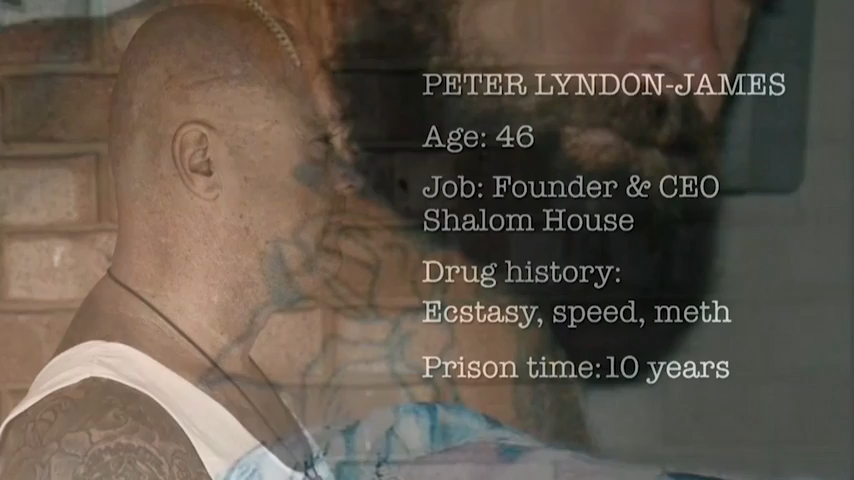 PETER LYNDON-JAMES
Age: 46
Job: Founder & CEO
Shalom House
Drug history:
Ecstasy, speed, meth
Prison time:10 years